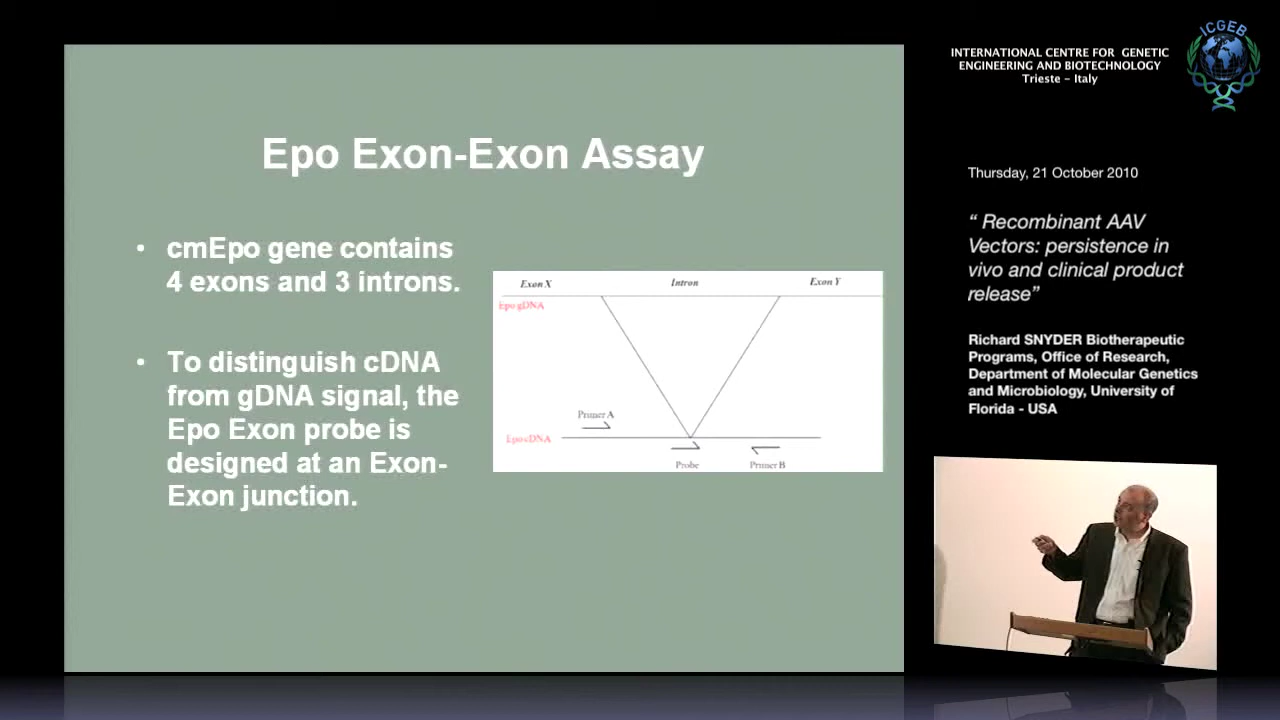 Epo Exon-Exon Assay
• cmEpo gene contains
4 exons and 3 introns.
• To distinguish cDNA
from gDNA signal, the
Epo Exon probe is
designed at an Exon-
Exon junction.
Exon X Intron Exon Y
Epo gDNA
Primer A
Epo cDNA
Probe Primer B
ICGEB
INTERNATIONAL CENTRE FOR GENETIC
ENGINEERING AND BIOTECHNOLOGY
Trieste - Italy
Thursday, 21 October 2010
“ Recombinant AAV
Vectors: persistence in
vivo and clinical product
release”
Richard SNYDER Biotherapeutic
Programs, Office of Research,
Department of Molecular Genetics
and Microbiology, University of
Florida - USA